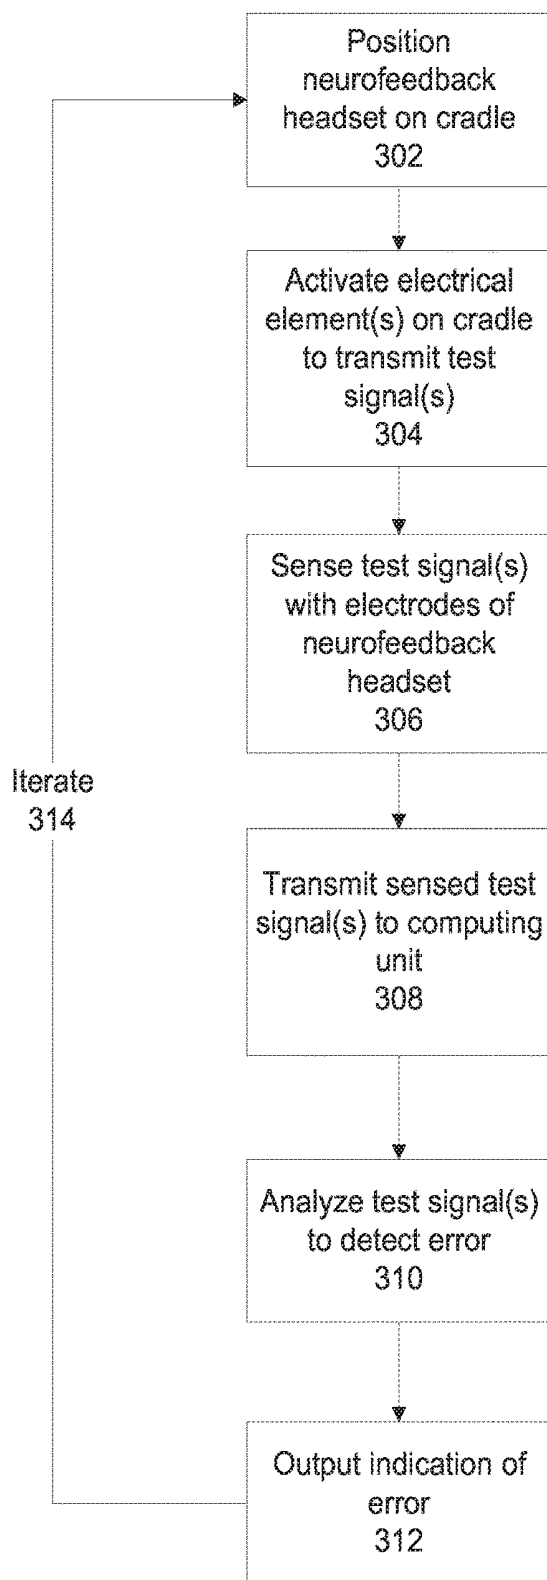 Position
neurofeedback
headset on cradle
302
Activate electrical
element(s) on cradle
to transmit test
signal(s)
304
Sense test signal(s)
with electrodes of
neurofeedback
headset
306
Iterate
314
Transmit sensed test
signal(s) to computing
unit
308
Analyze test signal(s)
to detect error
310
Output indication of
error
312